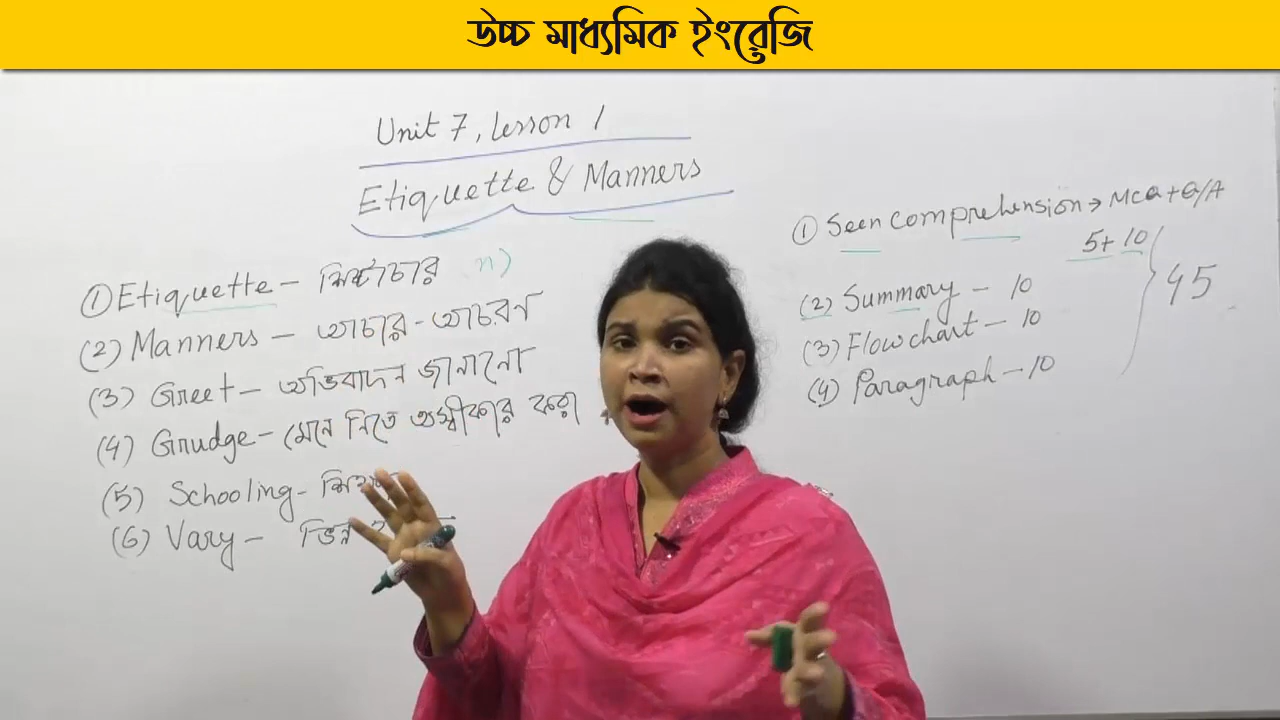 উচ্চ মাধ্যমিক ইংরেজি
Unit 7, Lesson 1
Etiquette & Manners
① Etiquette – শিষ্টাচার n)
(2) Manners – আচার-আচরণ
(3) Greet – অভিবাদন জানানো
(4) Grudge – মেনে নিতে অস্বীকার করা
(5) Schooling –
(6) Vary – ভিন্ন
① Seen Comprehension → MCQ + Q/A
5+10
(2) Summary – 10
(3) Flow chart – 10
(4) Paragraph – 10
45